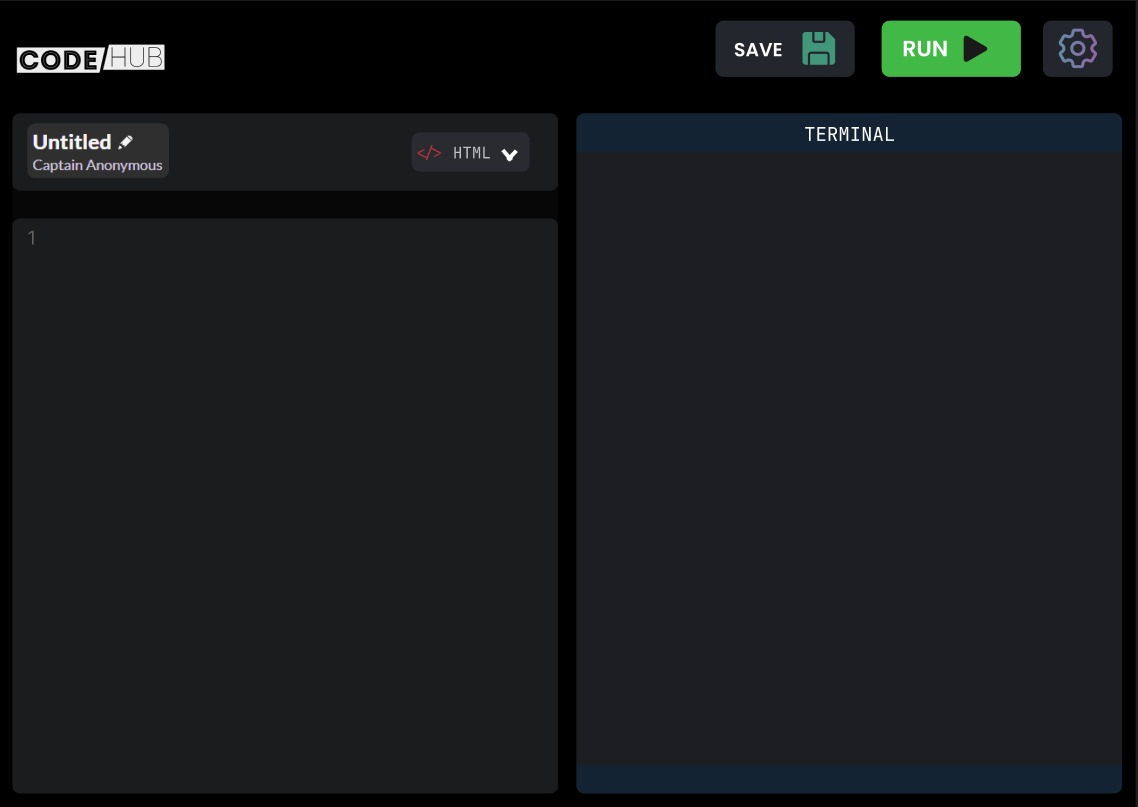 CODE/HUB
SAVE
RUN
Untitled
Captain Anonymous
</> HTML
1
TERMINAL